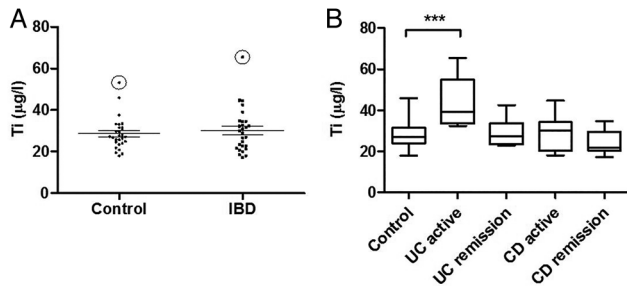 A
Ti (µg/l)
80
60
40
20
0
Control
IBD
B
Ti (µg/l)
80
60
40
20
0
***
Control
UC active
UC remission
CD active
CD remission